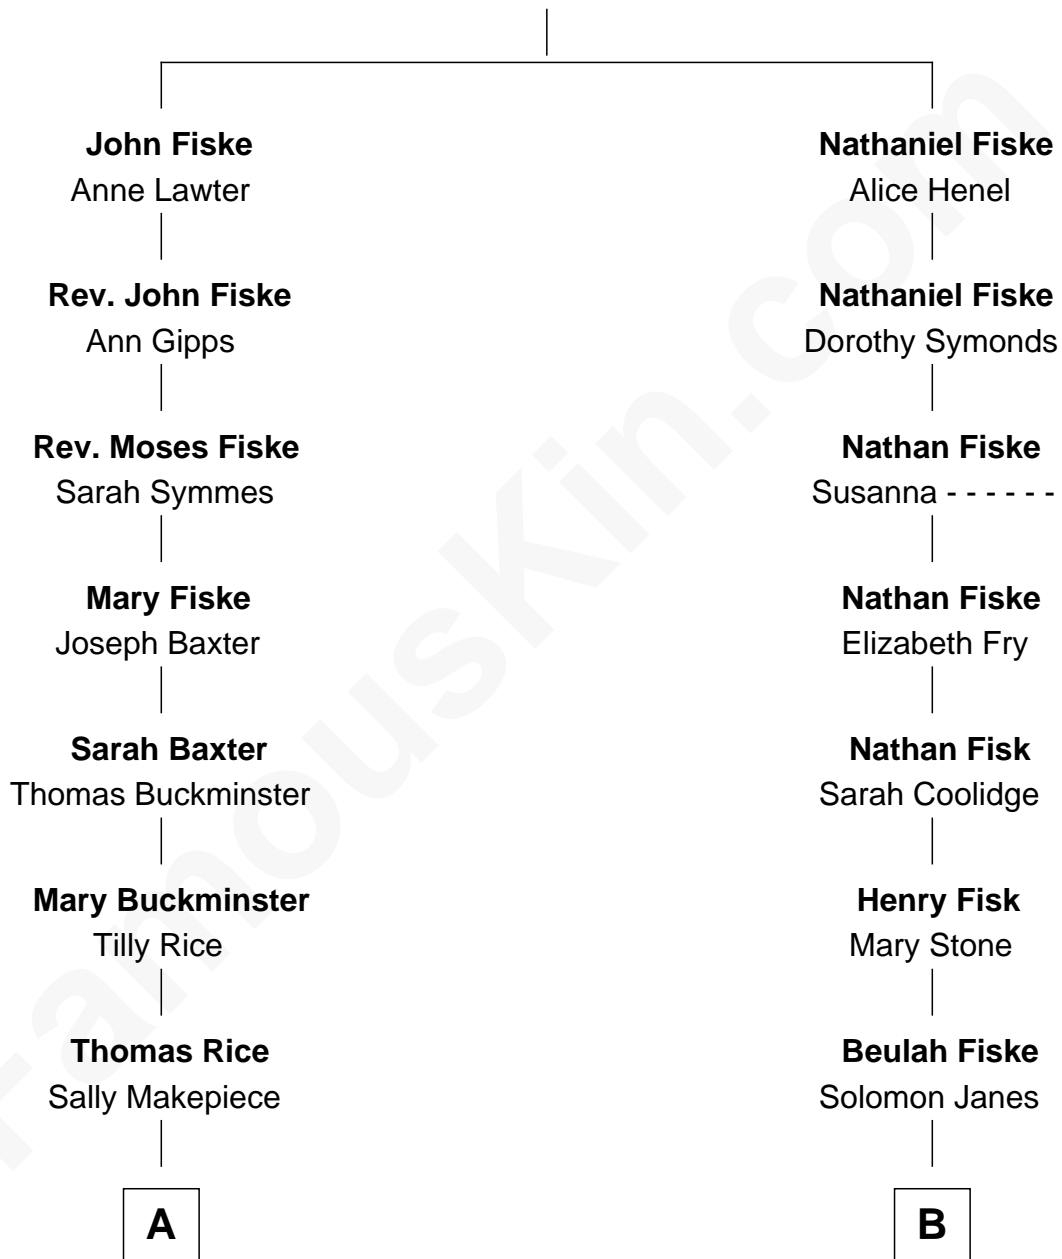 John Fiske
Anne Lawter
Nathaniel Fiske
Alice Henel
Rev. John Fiske
Ann Gipps
Nathaniel Fiske
Dorothy Symonds
Rev. Moses Fiske
Sarah Symmes
Nathan Fiske
Susanna - - - - - -
Mary Fiske
Joseph Baxter
Nathan Fiske
Elizabeth Fry
Sarah Baxter
Thomas Buckminster
Nathan Fisk
Sarah Coolidge
Mary Buckminster
Tilly Rice
Henry Fisk
Mary Stone
Thomas Rice
Sally Makepiece
Beulah Fiske
Solomon Janes
A
B
FamousKin.com